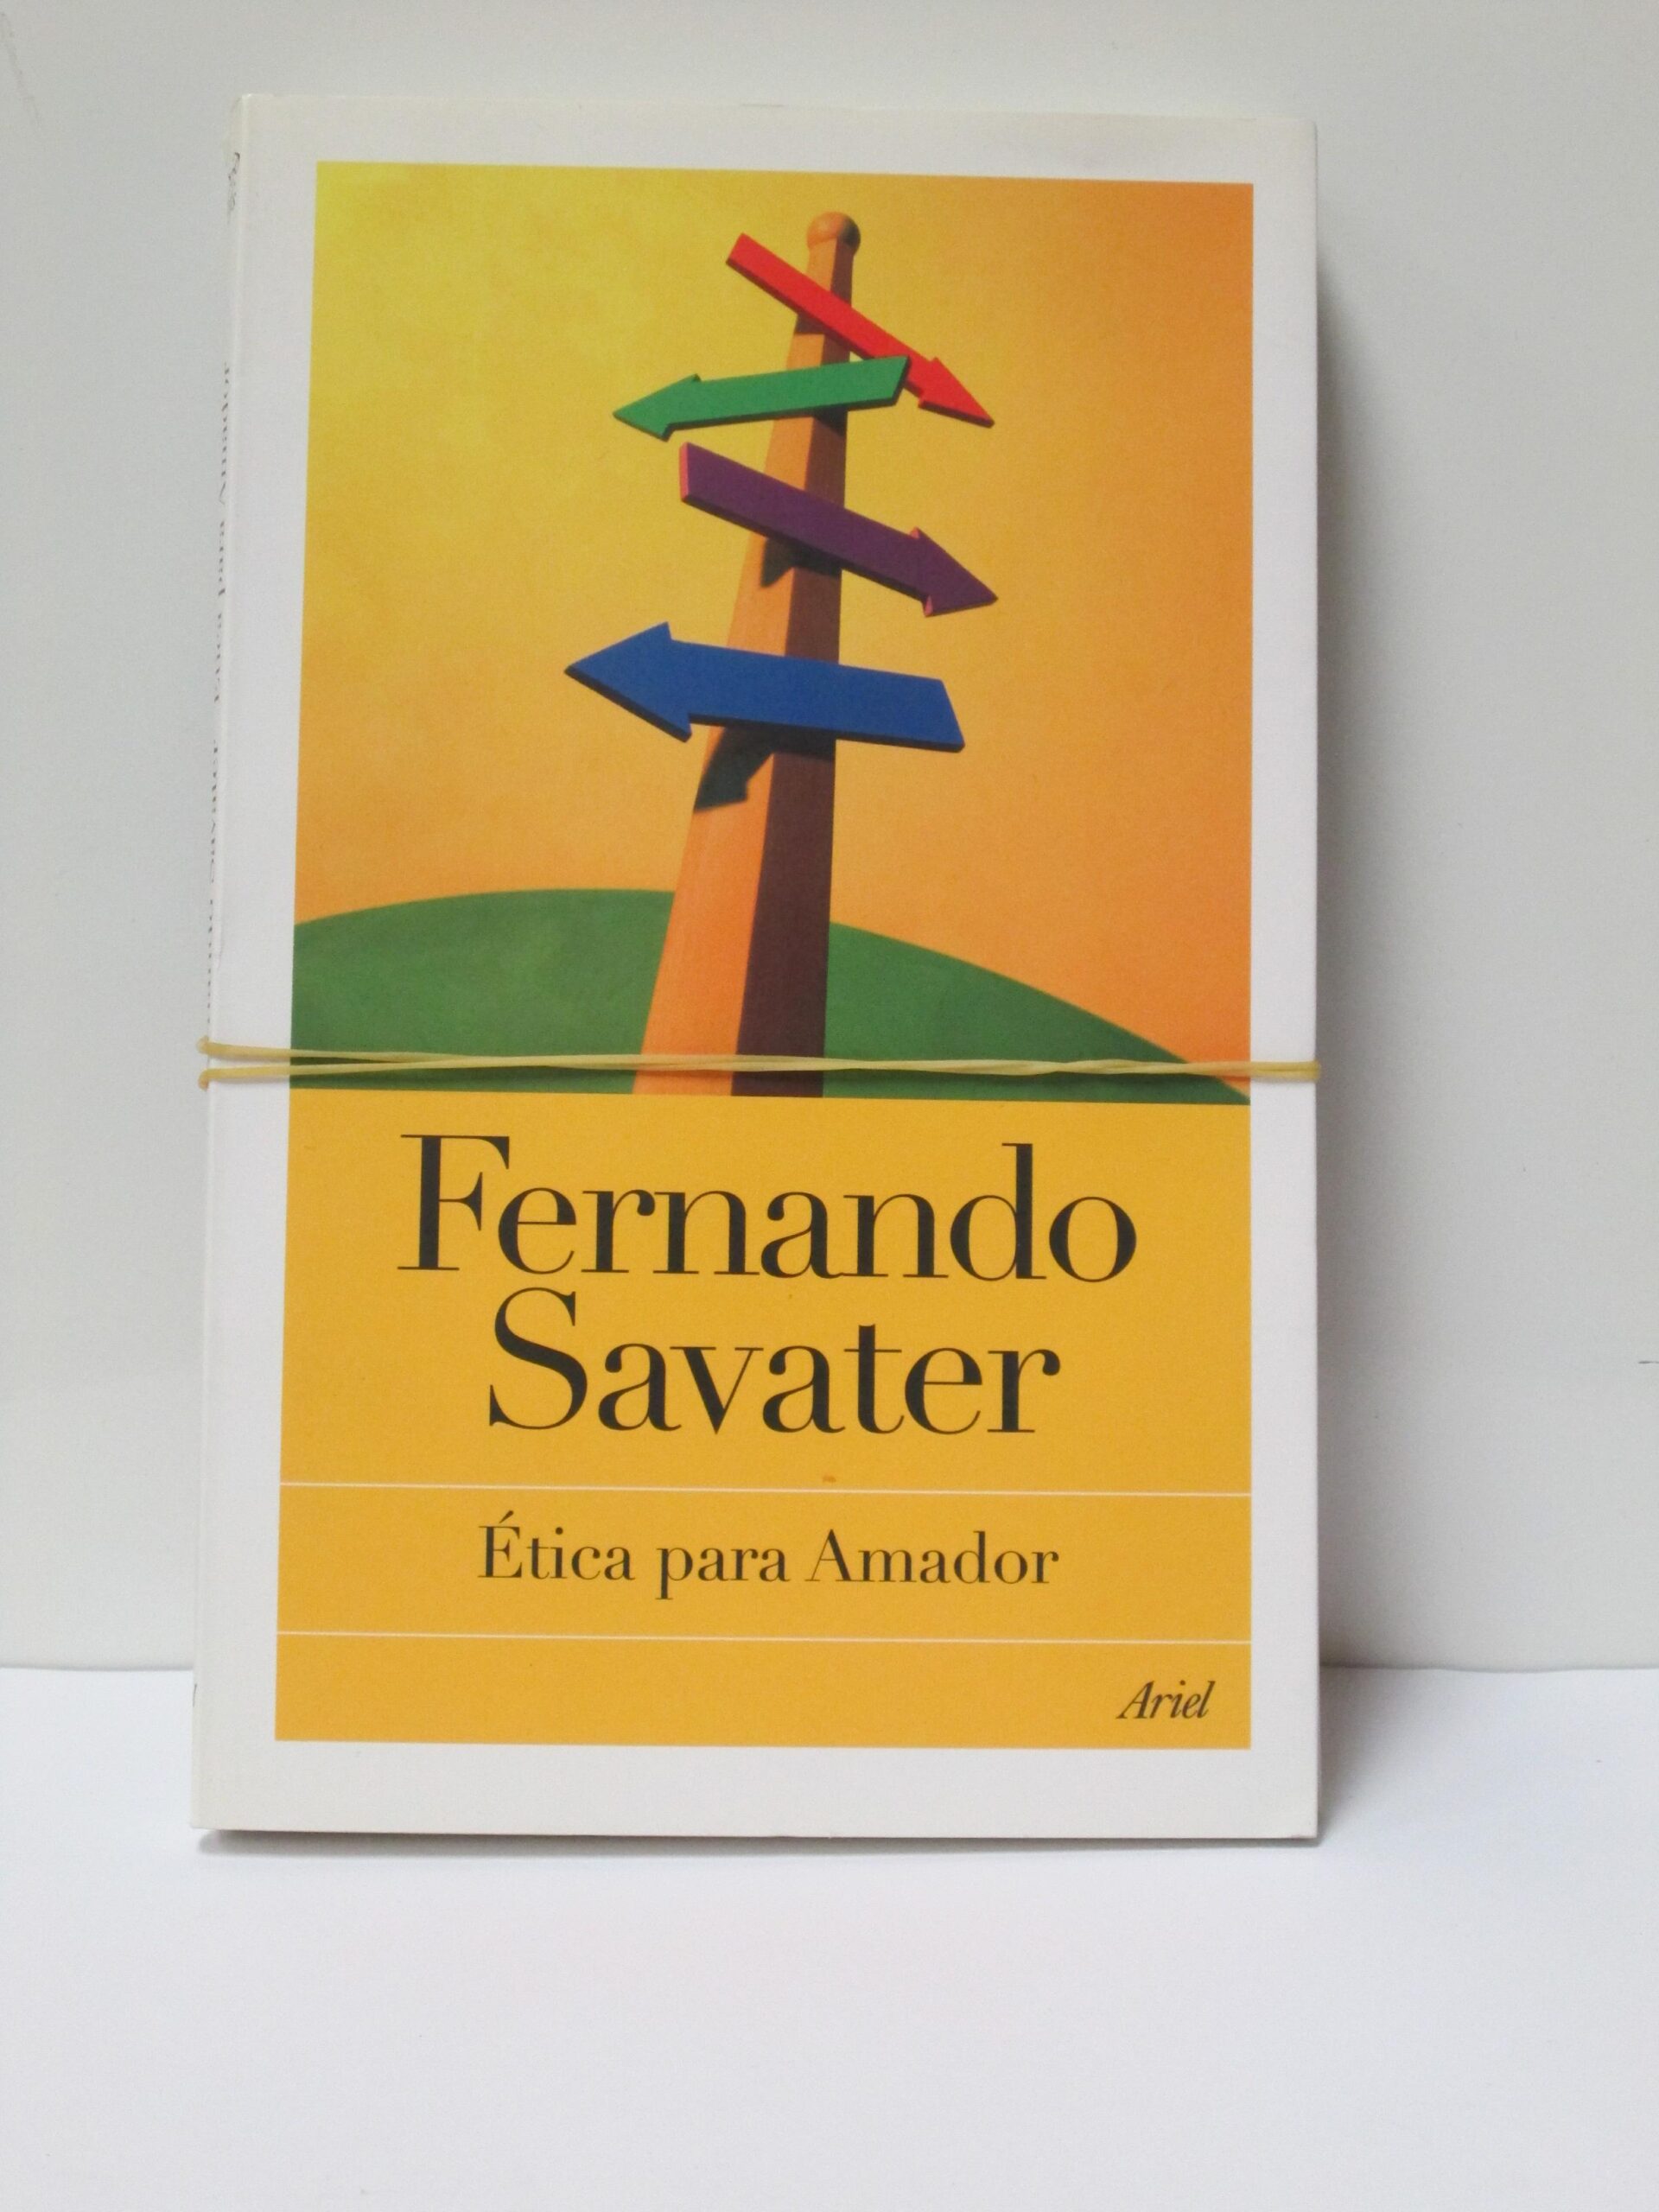 Fernando
Savater
Ética para Amador
Ariel